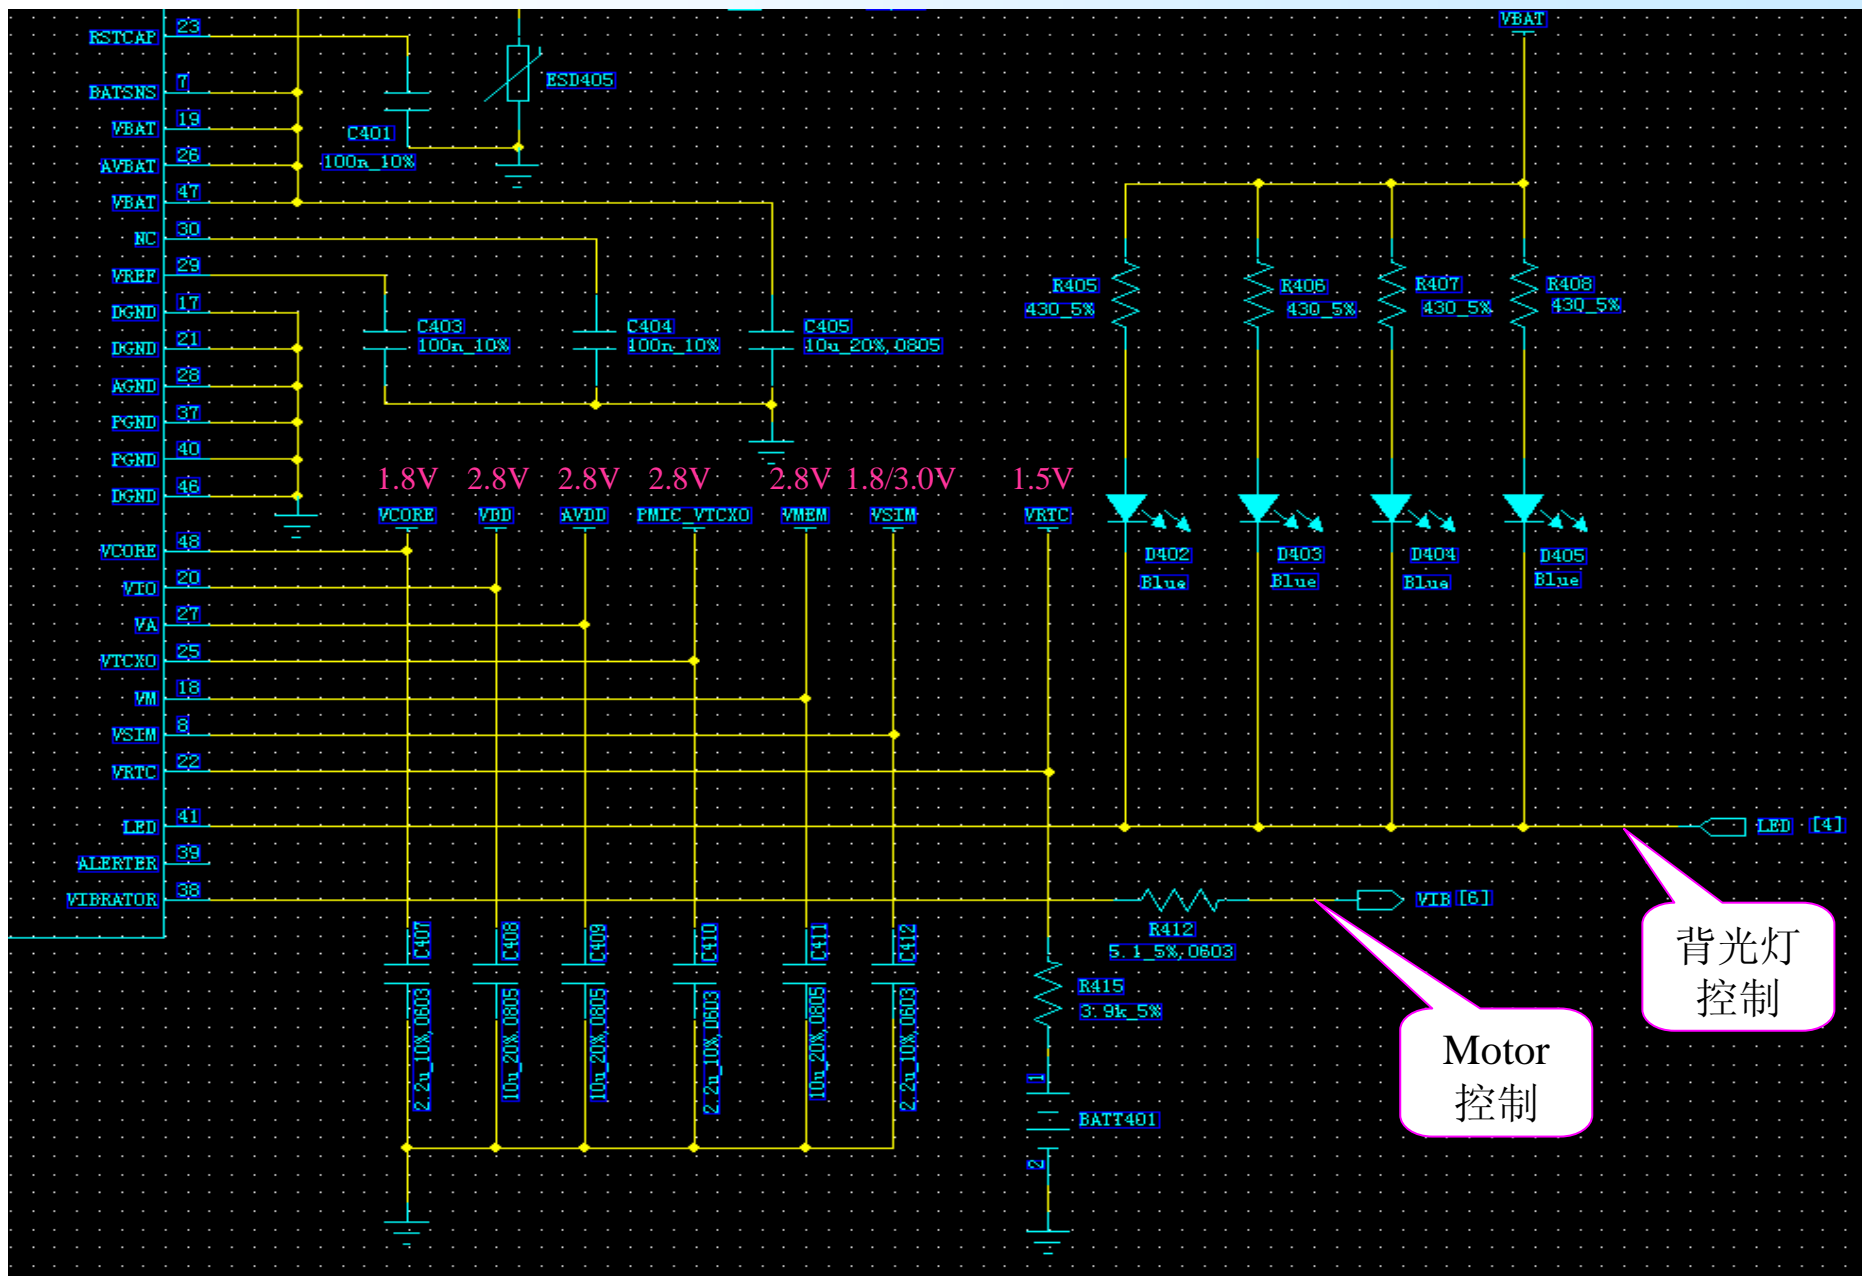 VBAT
RSTCAP 23
BATSNS 7
VBAT 19
AVBAT 26
VBAT 47
NC 30
VREF 29
DGND 17
DGND 21
AGND 28
PGND 37
PGND 40
DGND 46
VCORE 48
VIO 20
VA 27
VTCXO 25
VM 18
VSIM 8
VRTC 22
LED 41
ALERTER 39
VIBRATOR 38
C401
100n_10%
ESD405
C403
100n_10%
C404
100n_10%
C405
10u_20%,0805
R405
430_5%
R406
430_5%
R407
430_5%
R408
430_5%
1.8V 2.8V 2.8V 2.8V 2.8V 1.8/3.0V 1.5V
VCORE VBD AVDD PMIC_VTCXO VMEM VSIM VRTC
D402
Blue
D403
Blue
D404
Blue
D405
Blue
LED [4]
VIB [6]
R412
5.1_5%,0603
C407
2.2u_10%,0603
C408
10u_20%,0805
C409
10u_20%,0805
C410
2.2u_10%,0603
C411
10u_20%,0805
C412
2.2u_10%,0603
R415
3.9k_5%
1
BATT401
2
背光灯
控制
Motor
控制